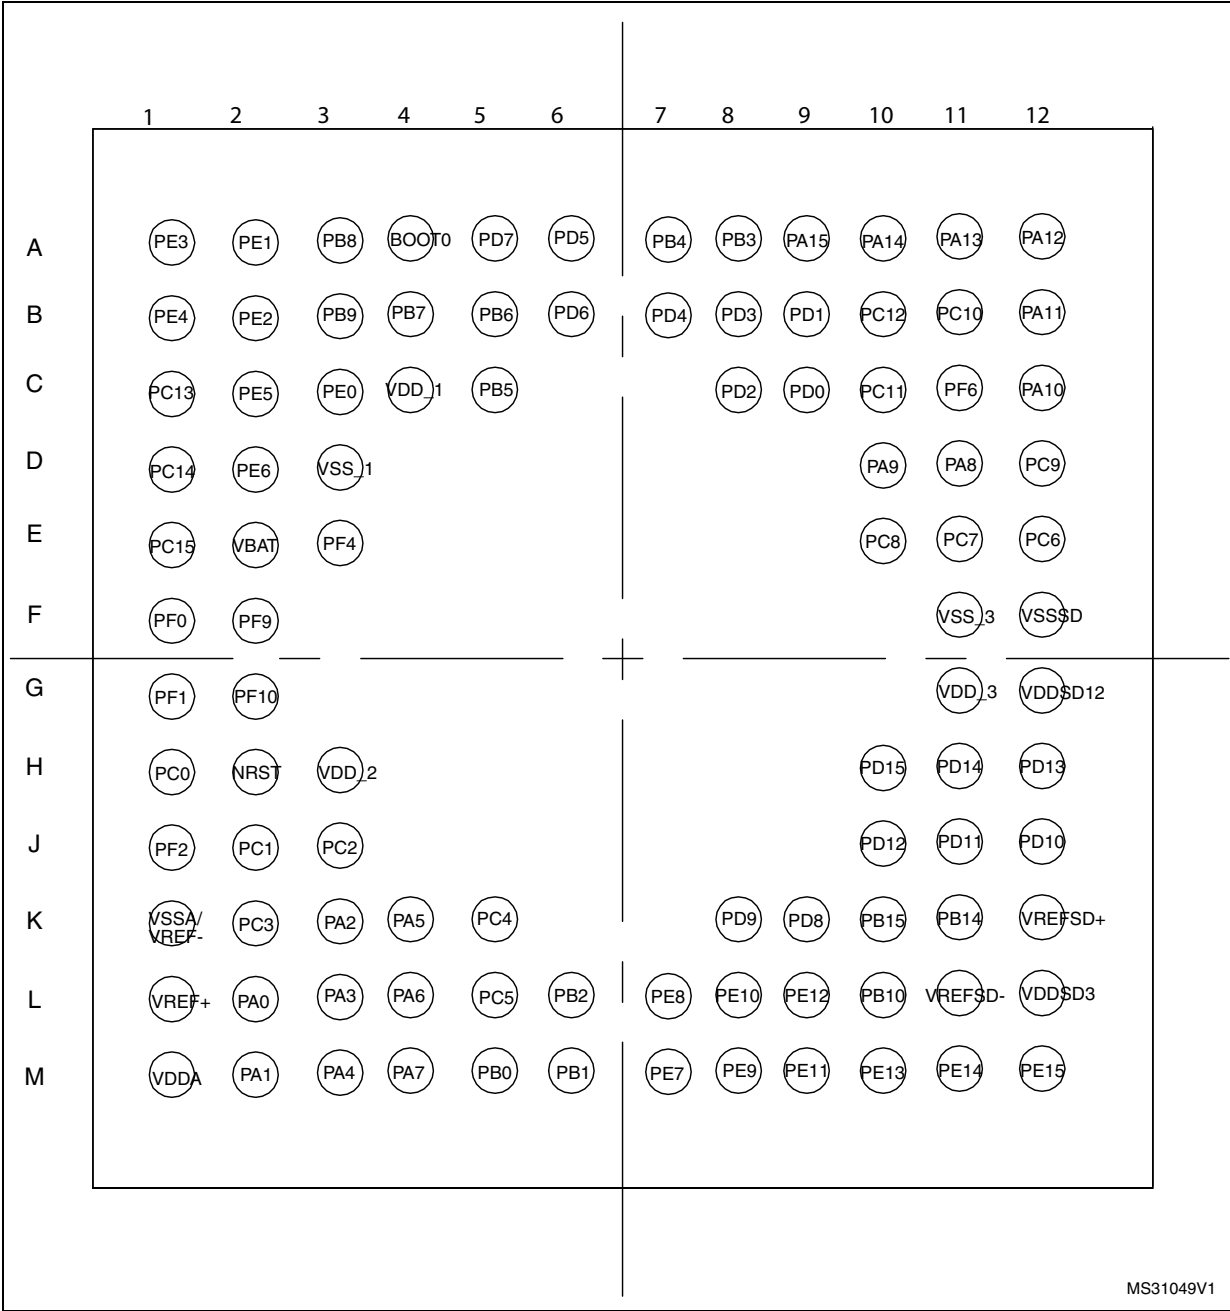 1 2 3 4 5 6 7 8 9 10 11 12
A PE3 PE1 PB8 BOOT0 PD7 PD5 PB4 PB3 PA15 PA14 PA13 PA12
B PE4 PE2 PB9 PB7 PB6 PD6 PD4 PD3 PD1 PC12 PC10 PA11
C PC13 PE5 PE0 VDD_1 PB5 PD2 PD0 PC11 PF6 PA10
D PC14 PE6 VSS_1 PA9 PA8 PC9
E PC15 VBAT PF4 PC8 PC7 PC6
F PF0 PF9 VSS_3 VSSSD
G PF1 PF10 VDD_3 VDDSD12
H PC0 NRST VDD_2 PD15 PD14 PD13
J PF2 PC1 PC2 PD12 PD11 PD10
K VSSA/ VREF- PC3 PA2 PA5 PC4 PD9 PD8 PB15 PB14 VREFSD+
L VREF+ PA0 PA3 PA6 PC5 PB2 PE8 PE10 PE12 PB10 VREFSD- VDDSD3
M VDDA PA1 PA4 PA7 PB0 PB1 PE7 PE9 PE11 PE13 PE14 PE15
MS31049V1